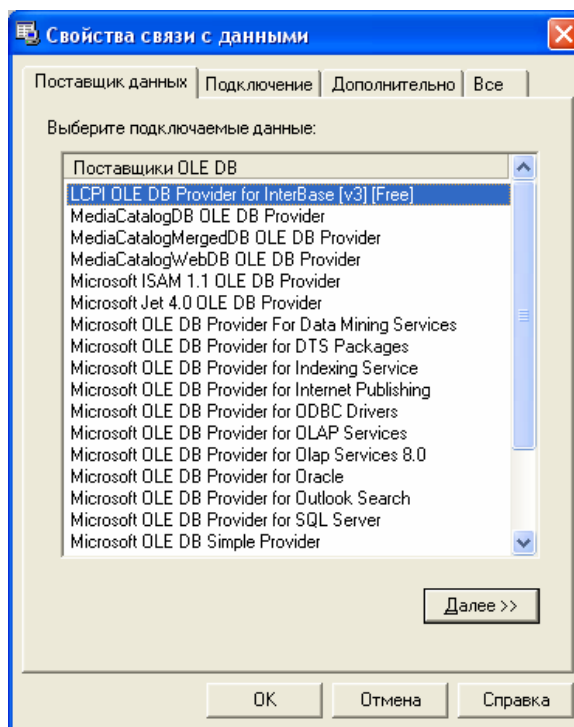 Свойства связи с данными
Поставщик данных Подключение Дополнительно Все
Выберите подключаемые данные:
Поставщики OLE DB
LCPI OLE DB Provider for InterBase [v3] [Free]
MediaCatalogDB OLE DB Provider
MediaCatalogMergedDB OLE DB Provider
MediaCatalogWebDB OLE DB Provider
Microsoft ISAM 1.1 OLE DB Provider
Microsoft Jet 4.0 OLE DB Provider
Microsoft OLE DB Provider For Data Mining Services
Microsoft OLE DB Provider for DTS Packages
Microsoft OLE DB Provider for Indexing Service
Microsoft OLE DB Provider for Internet Publishing
Microsoft OLE DB Provider for ODBC Drivers
Microsoft OLE DB Provider for OLAP Services
Microsoft OLE DB Provider for Olap Services 8.0
Microsoft OLE DB Provider for Oracle
Microsoft OLE DB Provider for Outlook Search
Microsoft OLE DB Provider for SQL Server
Microsoft OLE DB Simple Provider
Далее >>
OK Отмена Справка